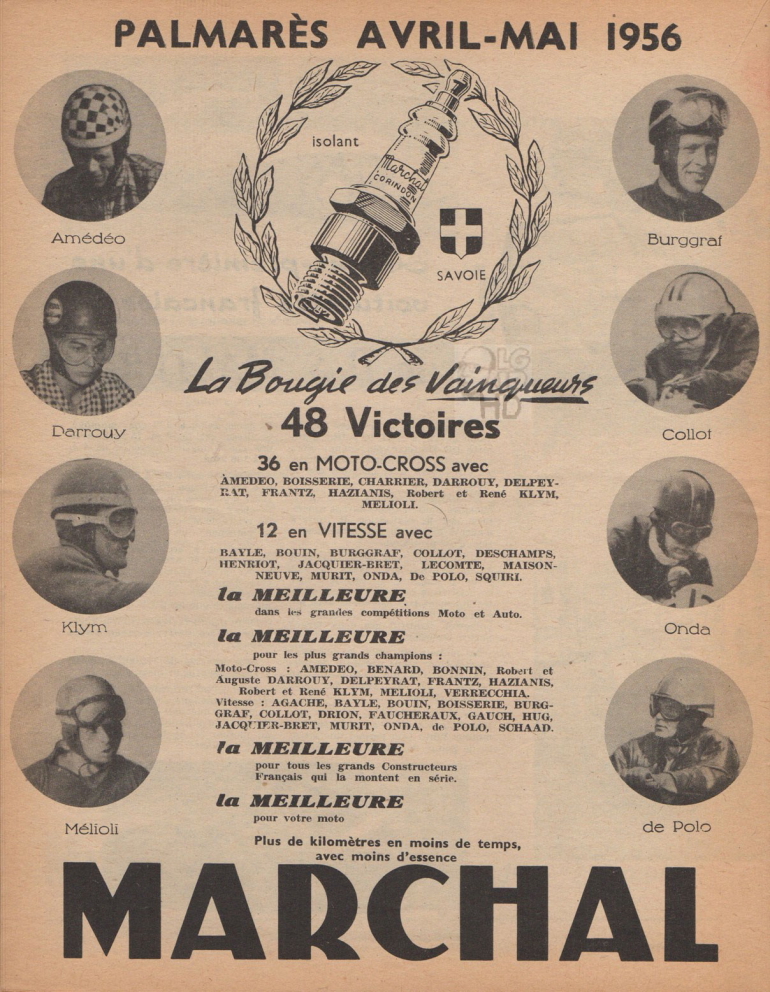 PALMARÈS AVRIL-MAI 1956
isolant
7
Marchal
CORINDON
SAVOIE
Amédéo
Burggraf
Darrouy
Collot
Klym
Onda
Mélioli
de Polo
La Bougie des Vainqueurs
48 Victoires
36 en MOTO-CROSS avec
AMEDEO, BOISSERIE, CHARRIER, DARROUY, DELPEY-
RAT, FRANTZ, HAZIANIS, Robert et René KLYM,
MELIOLI.
12 en VITESSE avec
BAYLE, BOUIN, BURGGRAF, COLLOT, DESCHAMPS,
HENRIOT, JACQUIER-BRET, LECOMTE, MAISON-
NEUVE, MURIT, ONDA, De POLO, SQUIRI.
la MEILLEURE
dans les grandes compétitions Moto et Auto.
la MEILLEURE
pour les plus grands champions :
Moto-Cross : AMEDEO, BENARD, BONNIN, Robert et
Auguste DARROUY, DELPEYRAT, FRANTZ, HAZIANIS,
Robert et René KLYM, MELIOLI, VERRECCHIA.
Vitesse : AGACHE, BAYLE, BOUIN, BOISSERIE, BURG-
GRAF, COLLOT, DRION, FAUCHERAUX, GAUCH, HUG,
JACQUIER-BRET, MURIT, ONDA, de POLO, SCHAAD.
la MEILLEURE
pour tous les grands Constructeurs
Français qui la montent en série.
la MEILLEURE
pour votre moto
Plus de kilomètres en moins de temps,
avec moins d'essence
MARCHAL